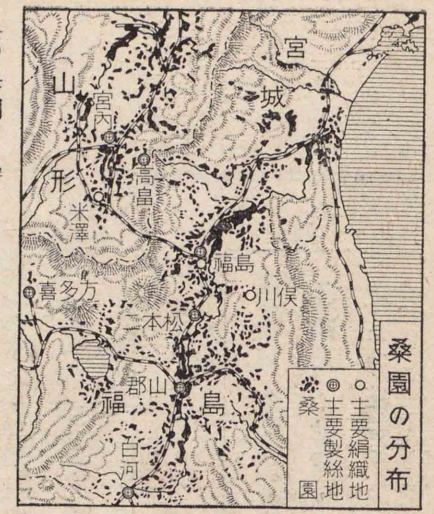 桑園の分布
○主要絹織地
主要製絲地
桑園
宮城
山形
福島
宮內
高畠
米澤
福島
川俣
喜多方
二本松
郡山
白河